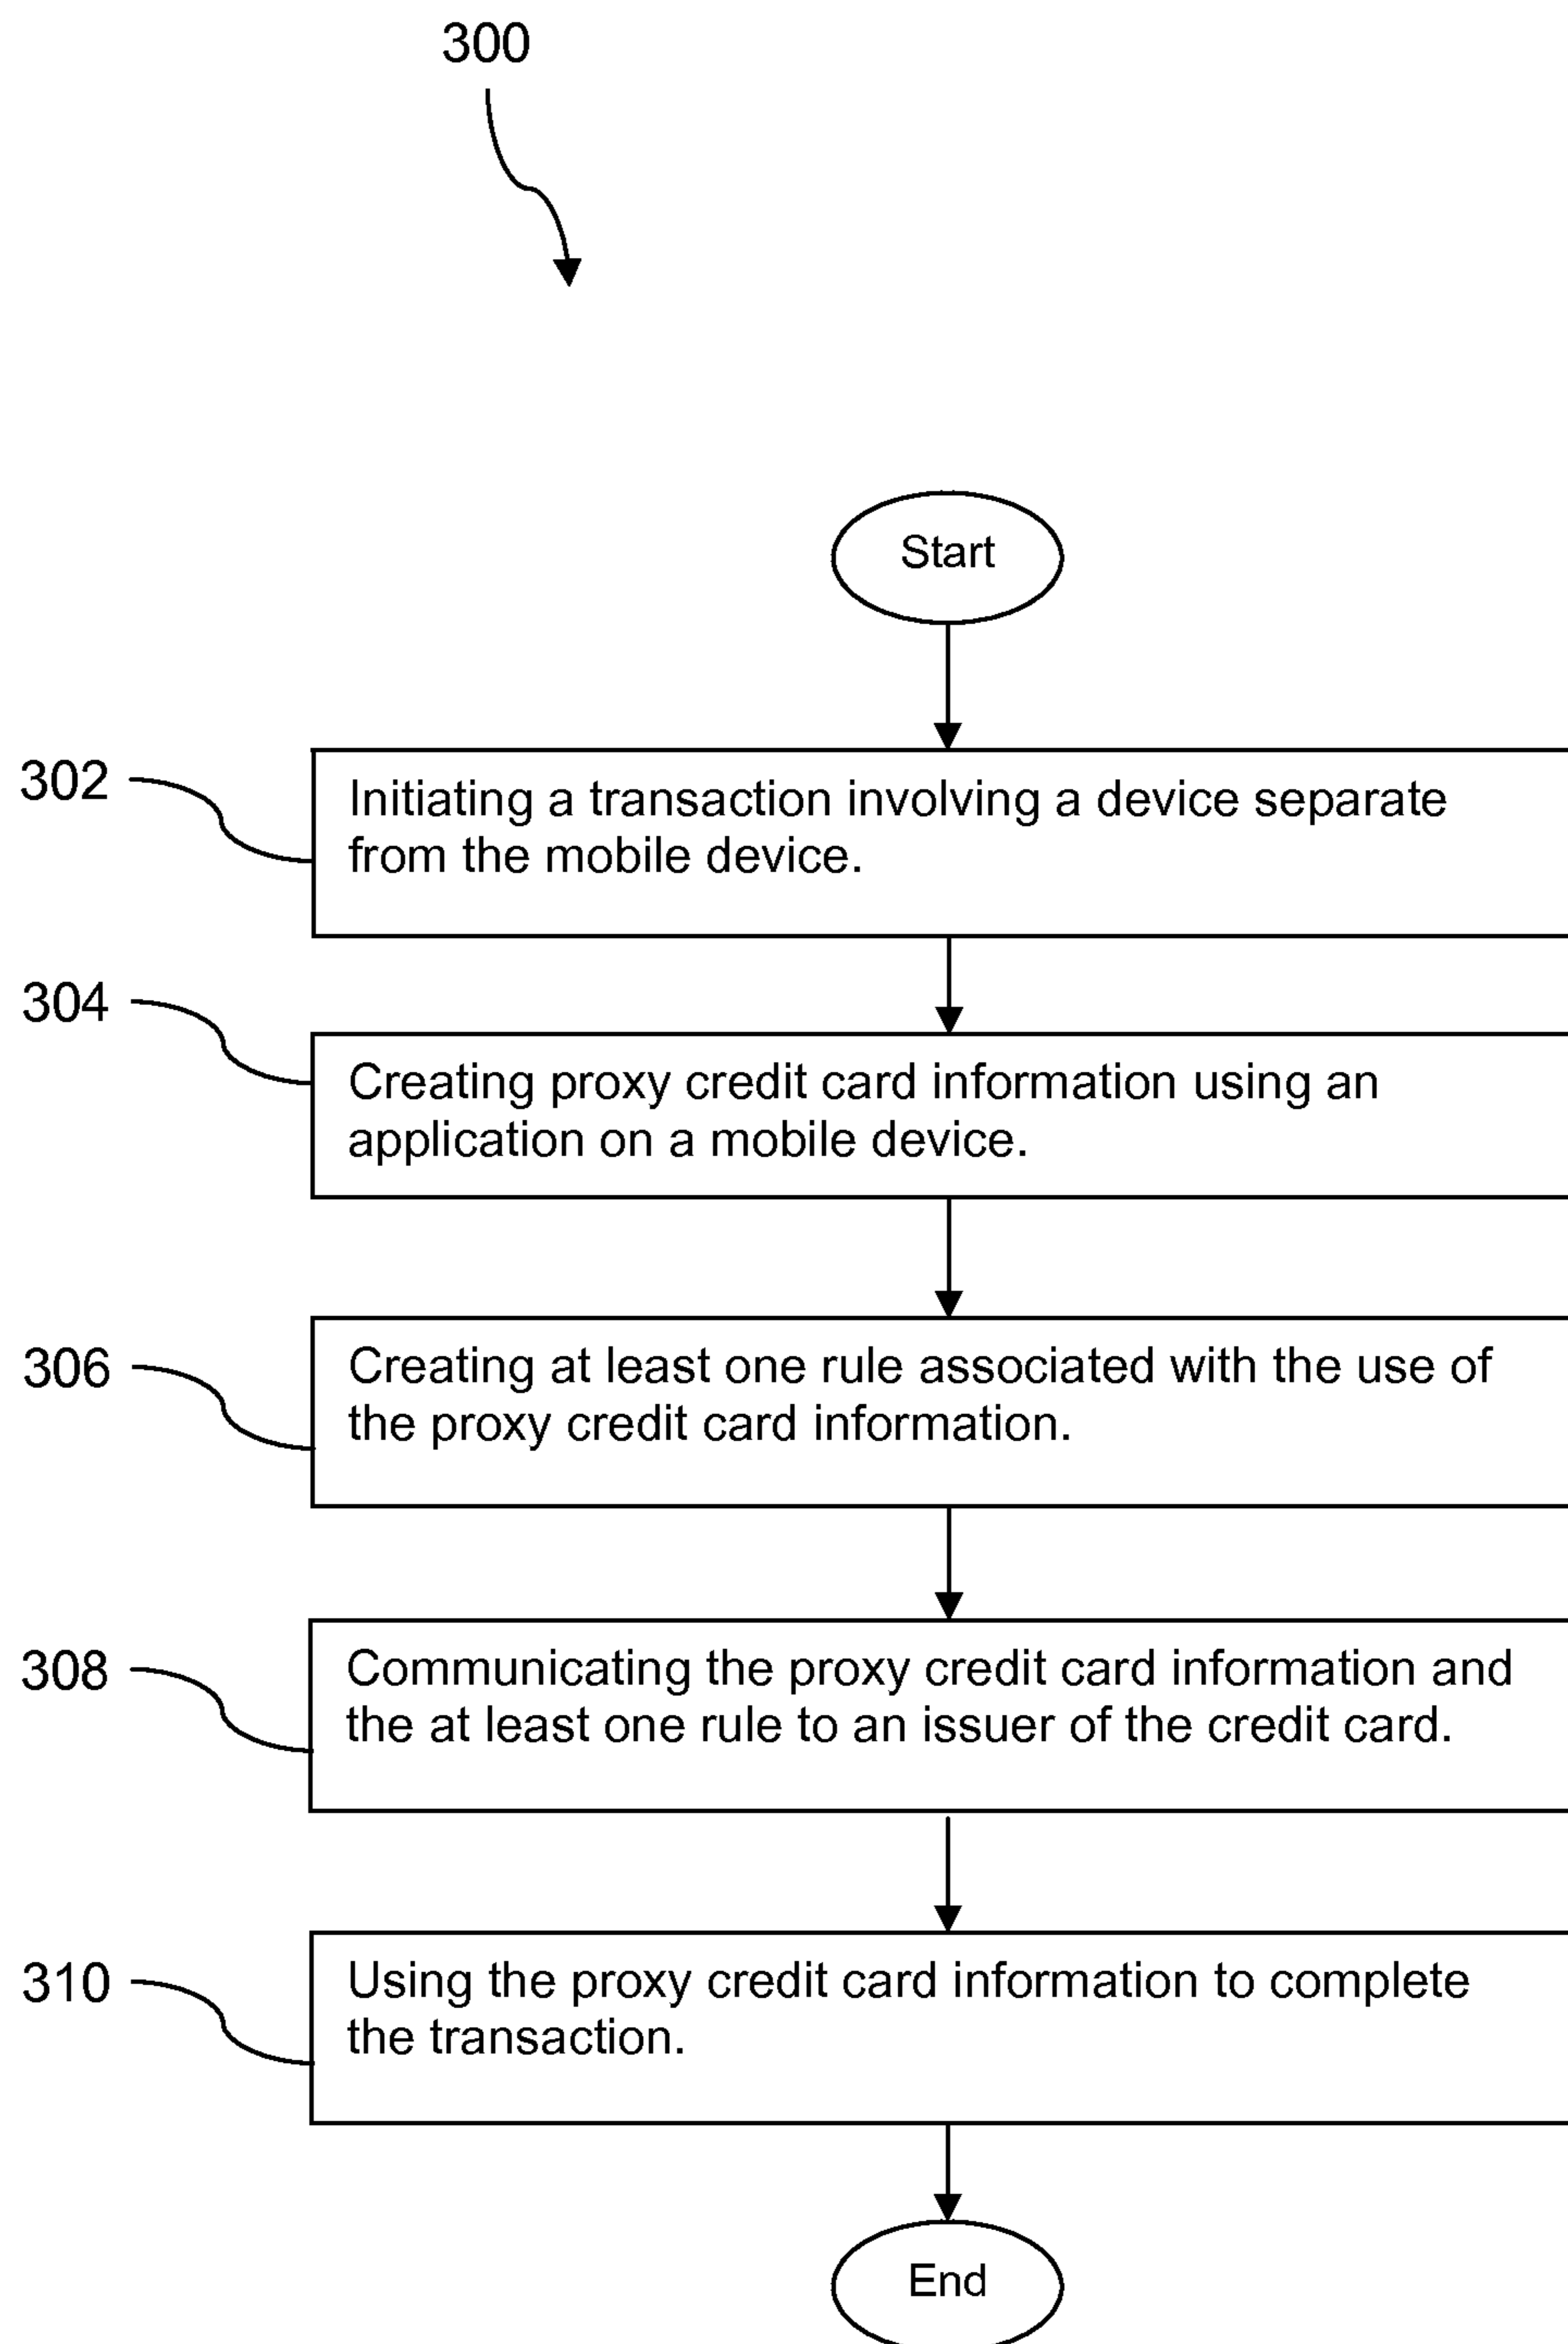 300
Start
302
Initiating a transaction involving a device separate
from the mobile device.
304
Creating proxy credit card information using an
application on a mobile device.
306
Creating at least one rule associated with the use of
the proxy credit card information.
308
Communicating the proxy credit card information and
the at least one rule to an issuer of the credit card.
310
Using the proxy credit card information to complete
the transaction.
End